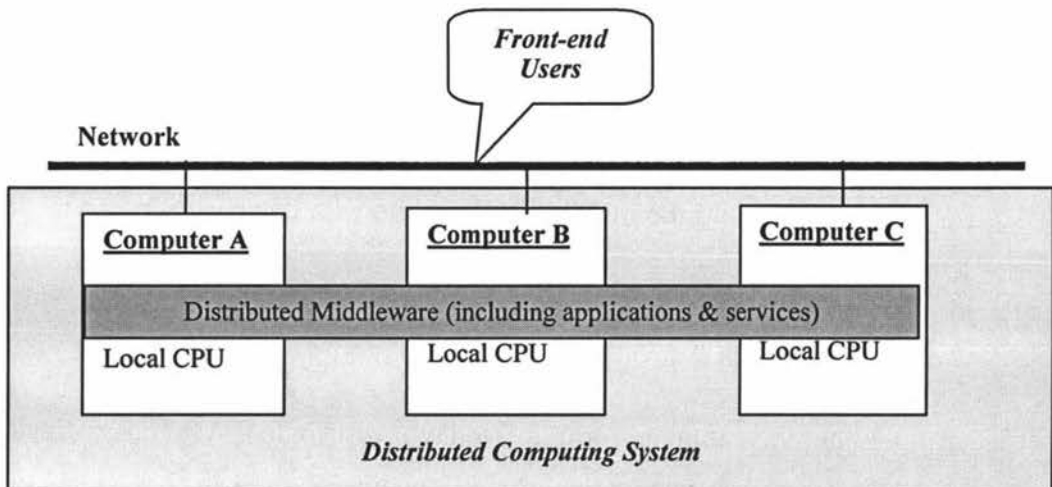 Front-end
Users
Network
Computer A
Computer B
Computer C
Distributed Middleware (including applications & services)
Local CPU
Local CPU
Local CPU
Distributed Computing System